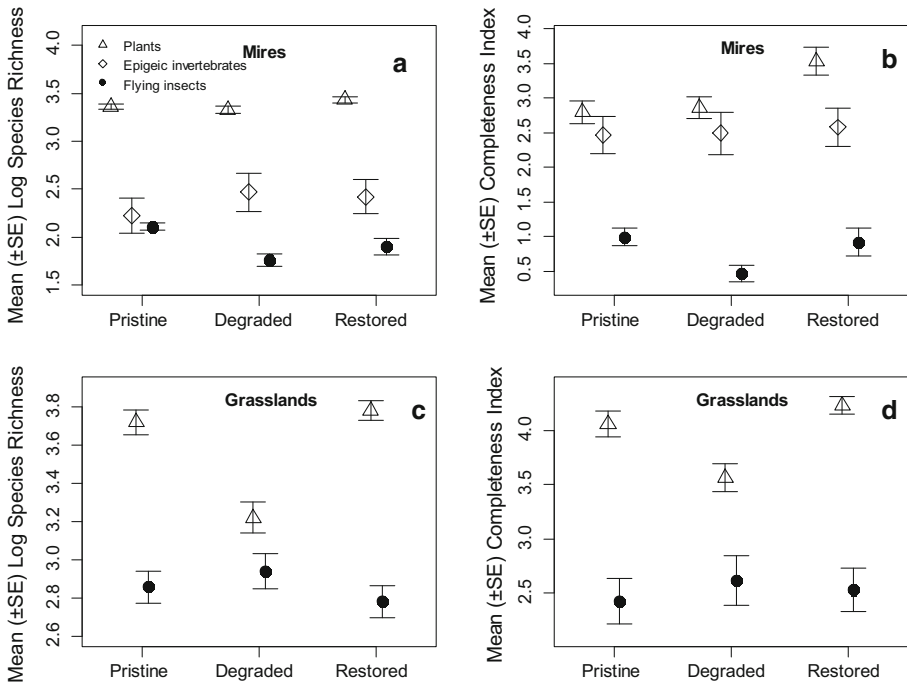 Mean (±SE) Log Species Richness
4.0
3.5
3.0
2.5
2.0
1.5
Plants
Epigeic invertebrates
Flying insects
Mires
a
Pristine Degraded Restored
Mean (±SE) Completeness Index
4.0
3.5
3.0
2.5
2.0
1.5
1.0
0.5
Mires
b
Pristine Degraded Restored
Mean (±SE) Log Species Richness
3.8
3.6
3.4
3.2
3.0
2.8
2.6
Grasslands
c
Pristine Degraded Restored
Mean (±SE) Completeness Index
4.0
3.5
3.0
2.5
Grasslands
d
Pristine Degraded Restored